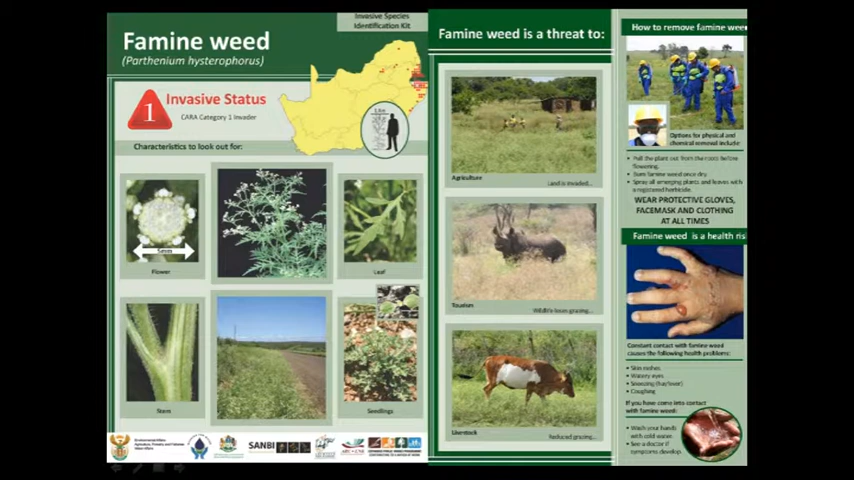 Invasive Species
Identification Kit
Famine weed
(Parthenium hysterophorus)
1
Invasive Status
CARA Category 1 Invader
Characteristics to look out for:
5mm
Flower
Leaf
Stem
Seedlings
SANBI
Famine weed is a threat to:
Agriculture
Land is invaded...
Tourism
Wildlife loses grazing...
Livestock
Reduced grazing...
How to remove famine weed
Options for physical and
chemical removal include:
• Pull the plant out from the roots before
flowering.
• Burn famine weed once dry.
• Spray all emerging plants and leaves with
a registered herbicide.
WEAR PROTECTIVE GLOVES,
FACEMASK AND CLOTHING
AT ALL TIMES
Famine weed is a health ris
Constant contact with famine weed
causes the following health problems:
• Skin rashes
• Watery eyes
• Sneezing (hayfever)
• Coughing
If you have come into contact
with famine weed:
• Wash your hands
with cold water.
• See a doctor if
symptoms develop.